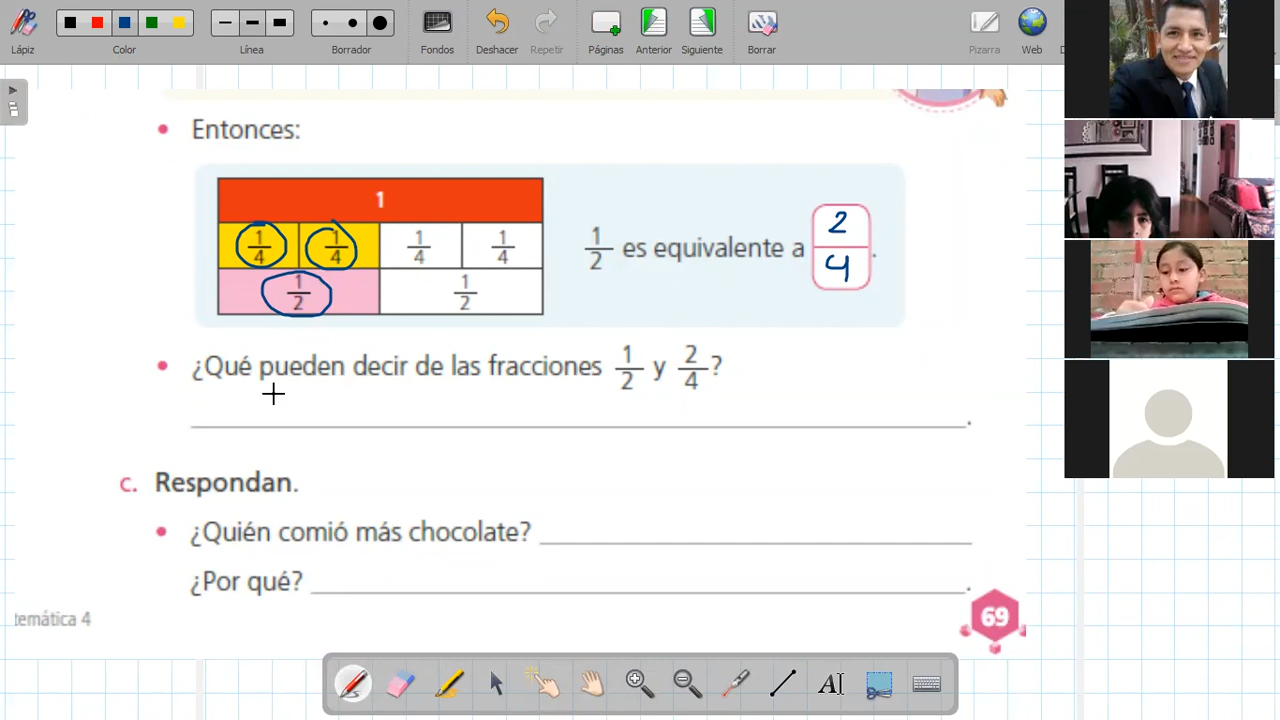 Lápiz Color Línea Borrador Fondos Deshacer Repetir Páginas Anterior Siguiente Borrar Pizarra Web
• Entonces:
1
1/4 1/4 1/4 1/4
1/2 1/2
1/2 es equivalente a 2/4.
• ¿Qué pueden decir de las fracciones 1/2 y 2/4?
.
c. Respondan.
• ¿Quién comió más chocolate?
¿Por qué? .
temática 4
69